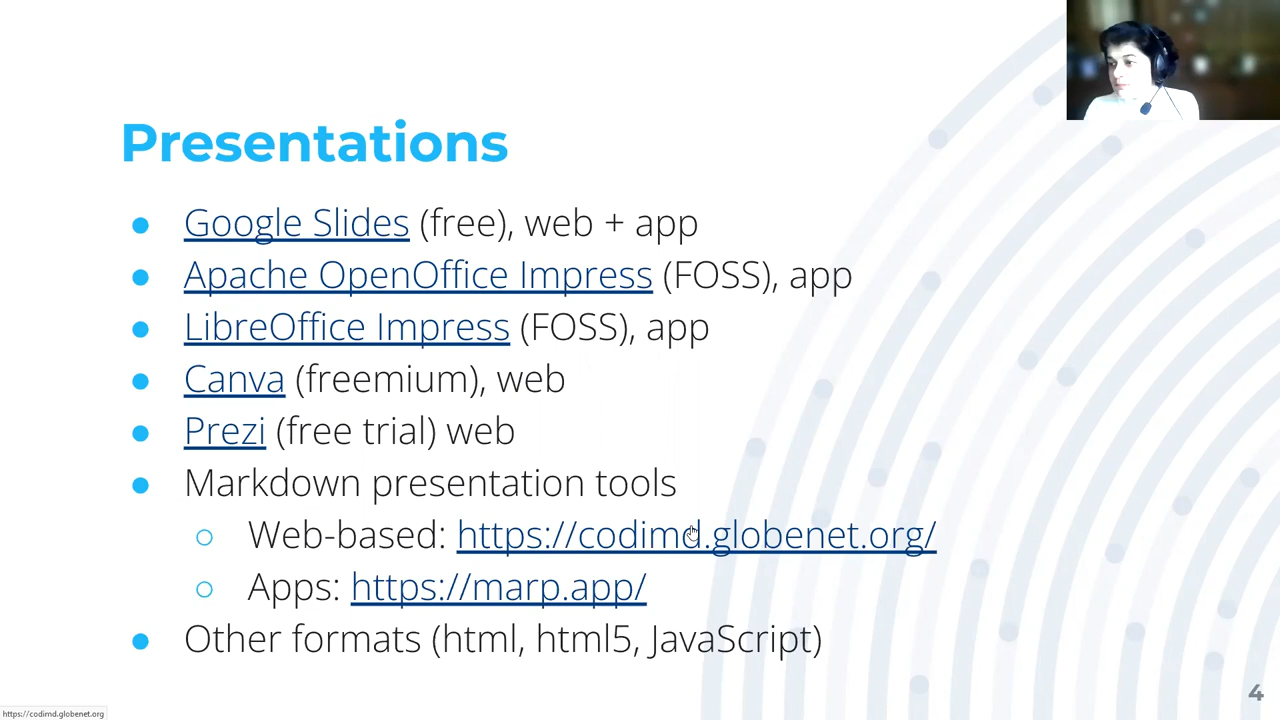 Presentations
● Google Slides (free), web + app
● Apache OpenOffice Impress (FOSS), app
● LibreOffice Impress (FOSS), app
● Canva (freemium), web
● Prezi (free trial) web
● Markdown presentation tools
○ Web-based: https://codimd.globenet.org/
○ Apps: https://marp.app/
● Other formats (html, html5, JavaScript)
4
https://codimd.globenet.org